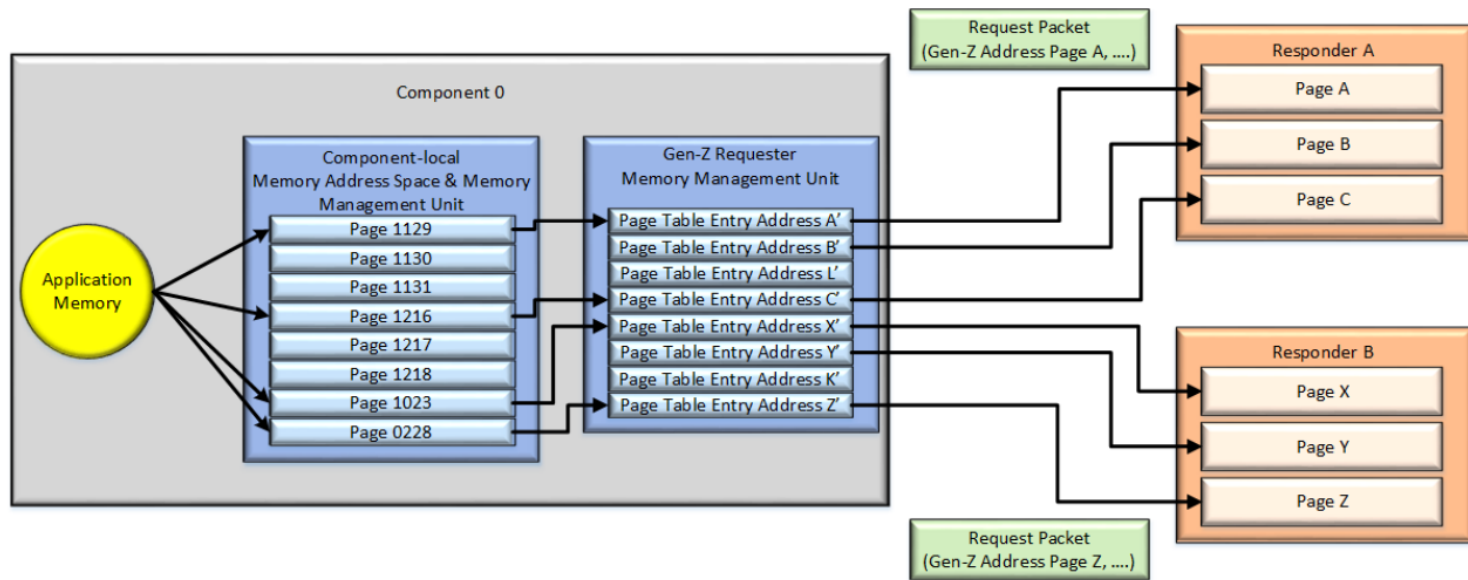 Request Packet
(Gen-Z Address Page A, ....)
Component 0
Application
Memory
Component-local
Memory Address Space & Memory
Management Unit
Page 1129
Page 1130
Page 1131
Page 1216
Page 1217
Page 1218
Page 1023
Page 0228
Gen-Z Requester
Memory Management Unit
Page Table Entry Address A’
Page Table Entry Address B’
Page Table Entry Address L’
Page Table Entry Address C’
Page Table Entry Address X’
Page Table Entry Address Y’
Page Table Entry Address K’
Page Table Entry Address Z’
Responder A
Page A
Page B
Page C
Responder B
Page X
Page Y
Page Z
Request Packet
(Gen-Z Address Page Z, ....)